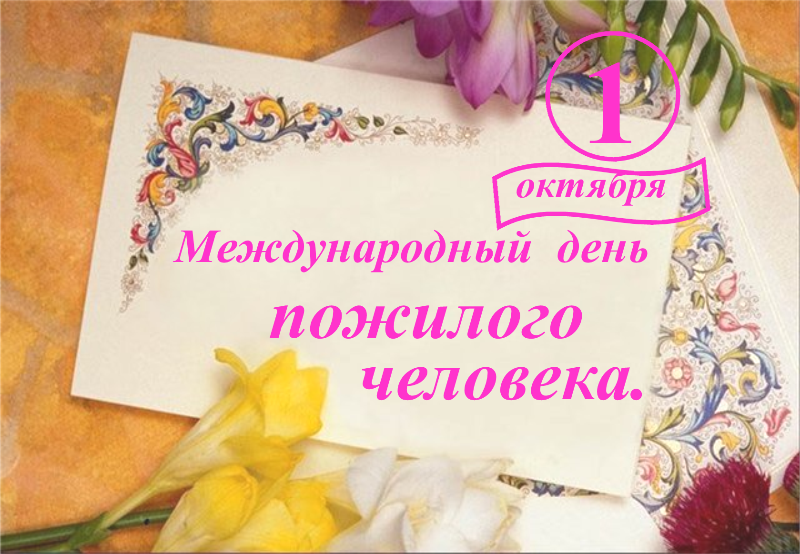 1
октября
Международный день
пожилого
человека.